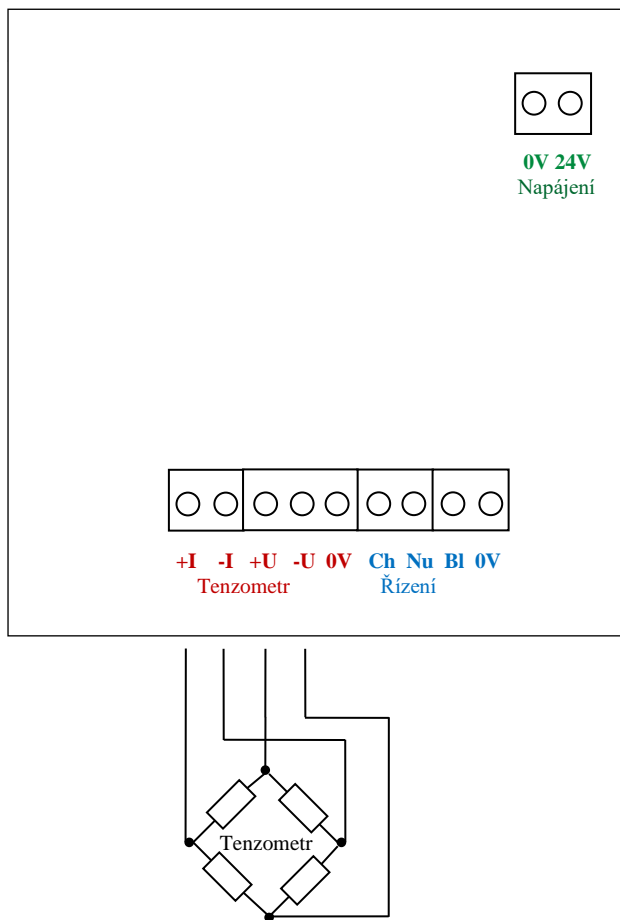 0V 24V
Napájení
+I -I +U -U 0V Ch Nu Bl 0V
Tenzometr Řízení
Tenzometr